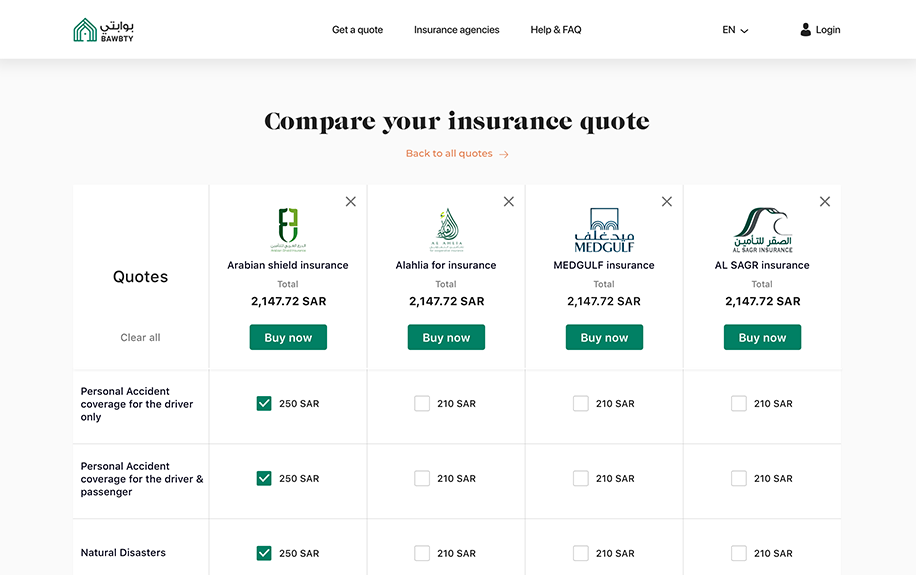 بوابتي
BAWBTY
Get a quote
Insurance agencies
Help & FAQ
EN
Login
Compare your insurance quote
Back to all quotes
Quotes
Clear all
Arabian shield insurance
Total
2,147.72 SAR
Buy now
AL AHLIA
Alahlia for insurance
Total
2,147.72 SAR
Buy now
ميدغلف
MEDGULF
MEDGULF insurance
Total
2,147.72 SAR
Buy now
الصقر للتأمين
AL SAGR INSURANCE
AL SAGR insurance
Total
2,147.72 SAR
Buy now
Personal Accident
coverage for the driver
only
250 SAR
210 SAR
210 SAR
210 SAR
Personal Accident
coverage for the driver &
passenger
250 SAR
210 SAR
210 SAR
210 SAR
Natural Disasters
250 SAR
210 SAR
210 SAR
210 SAR